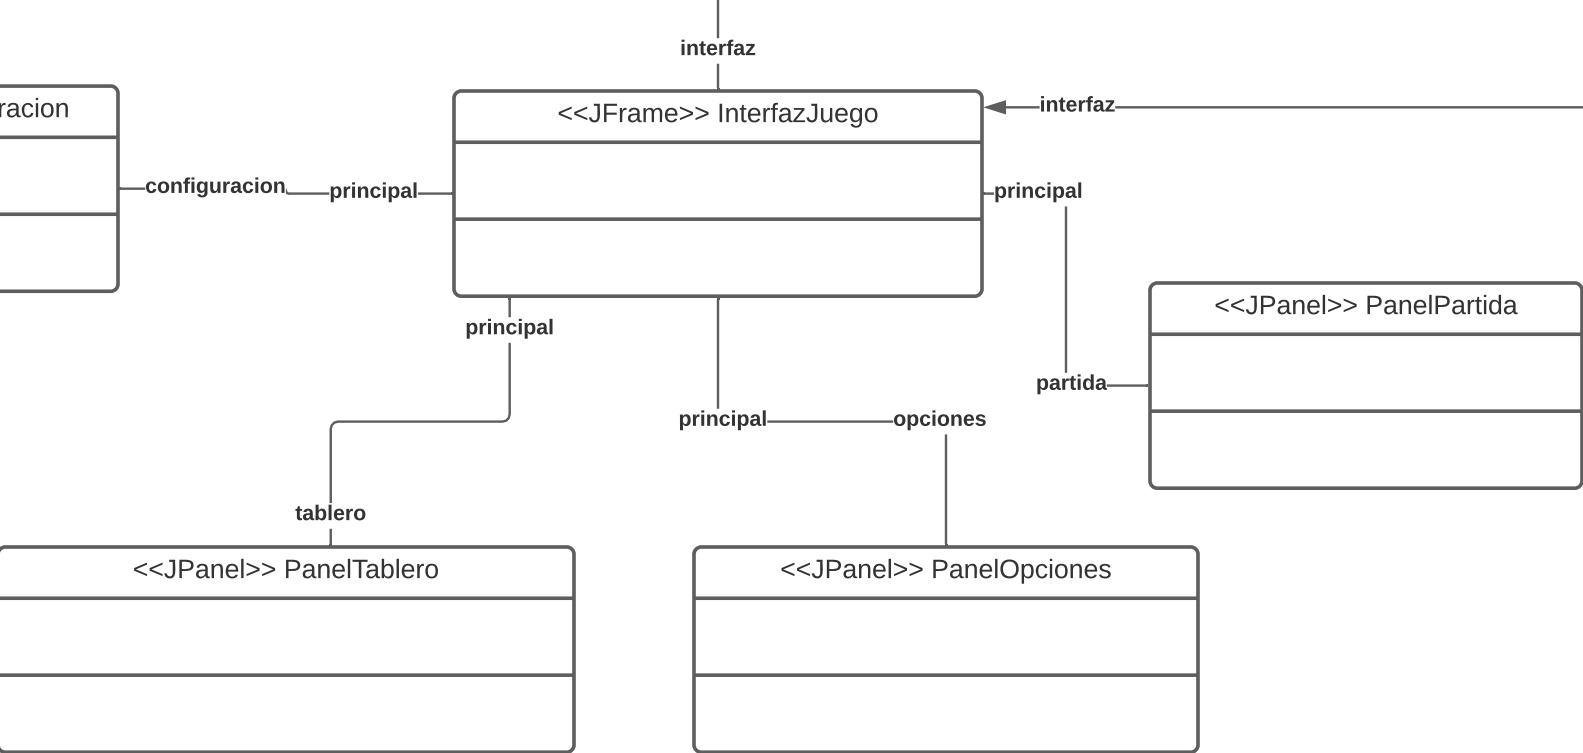 interfaz
racion
<<JFrame>> InterfazJuego
interfaz
configuracion
principal
principal
<<JPanel>> PanelPartida
principal
partida
principal
opciones
tablero
<<JPanel>> PanelTablero
<<JPanel>> PanelOpciones